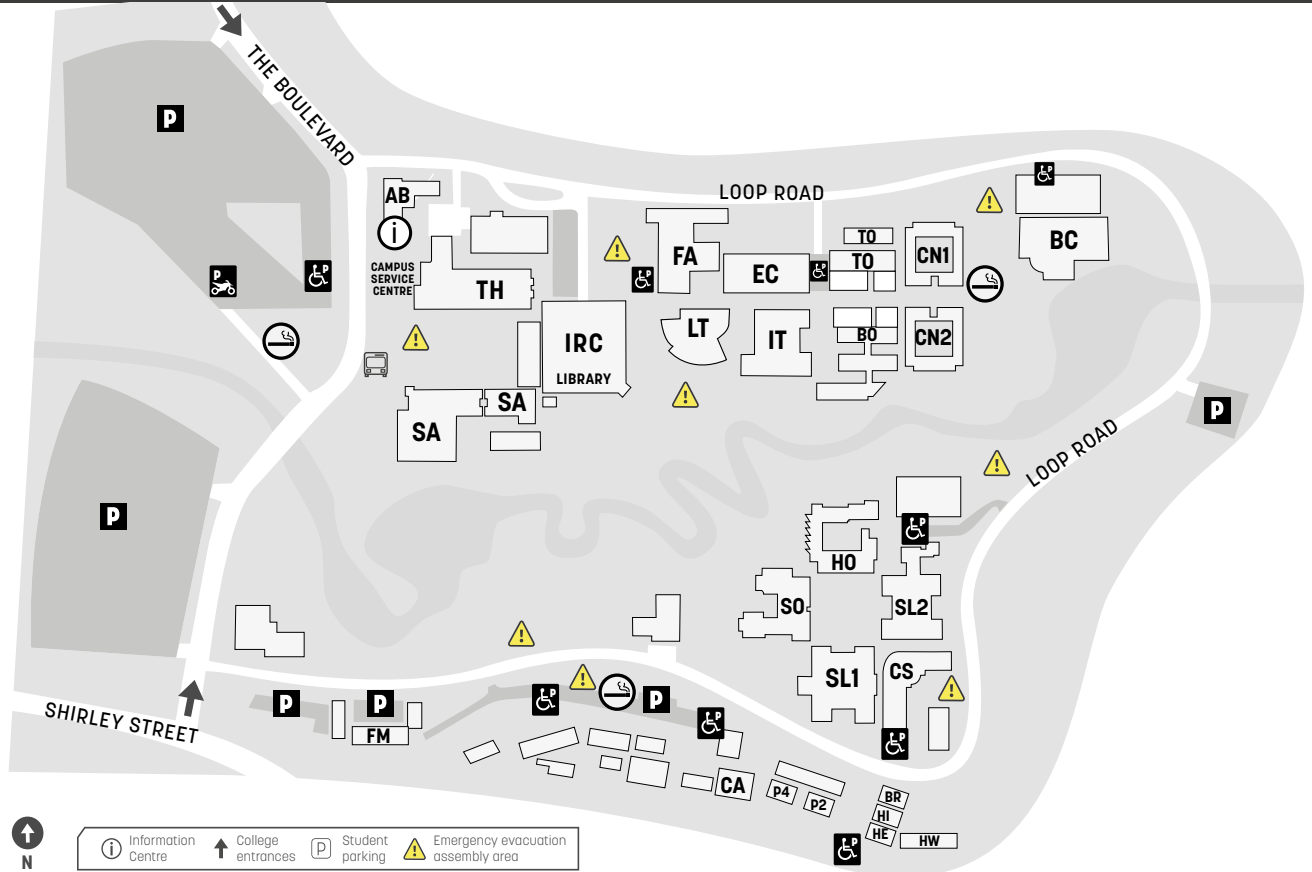 THE BOULEVARD
P
AB
i
CAMPUS
SERVICE
CENTRE
TH
LOOP ROAD
FA
EC
TO
TO
CN1
BC
P
P
P
P
P
LT
IT
BO
CN2
IRC
LIBRARY
SA
SA
P
LOOP ROAD
P
P
HO
SO
SL2
SL1
CS
SHIRLEY STREET
P
P
FM
P
P
P
P
CA
P4
P2
BR
HI
HE
HW
P
N
i
Information
Centre
College
entrances
P
Student
parking
Emergency evacuation
assembly area